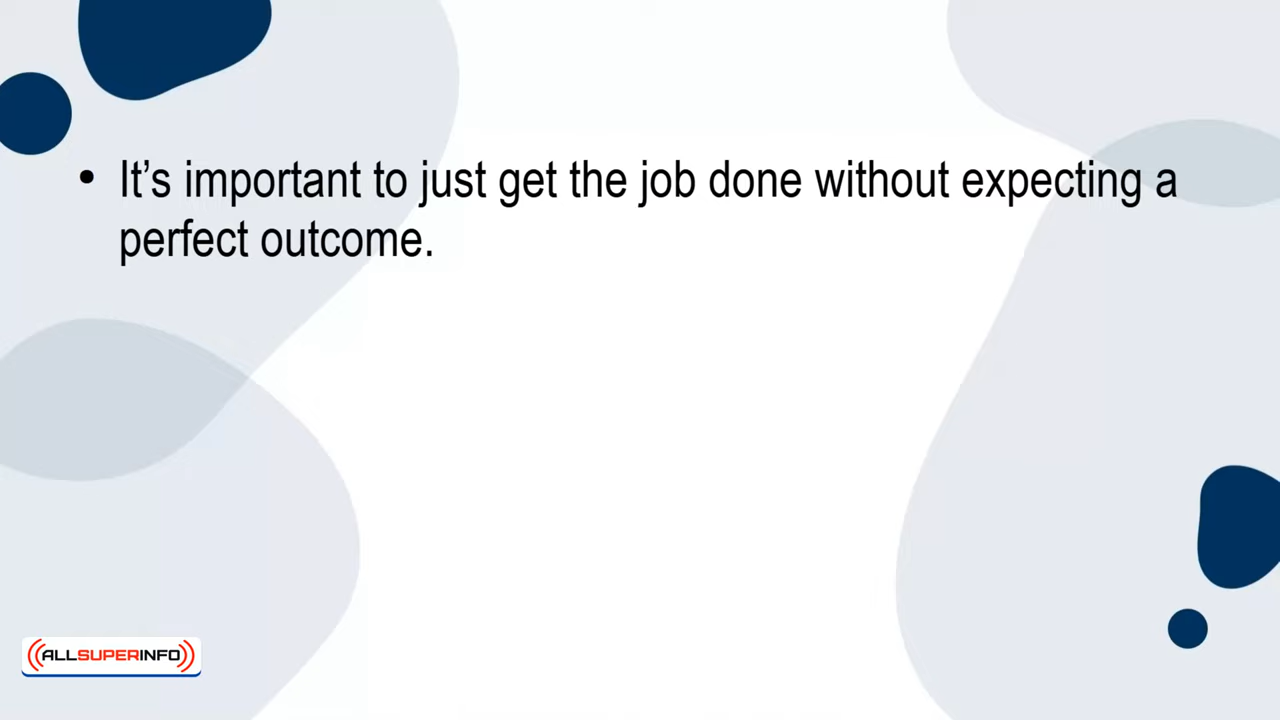 • It’s important to just get the job done without expecting a
perfect outcome.
((ALLSUPERINFO))